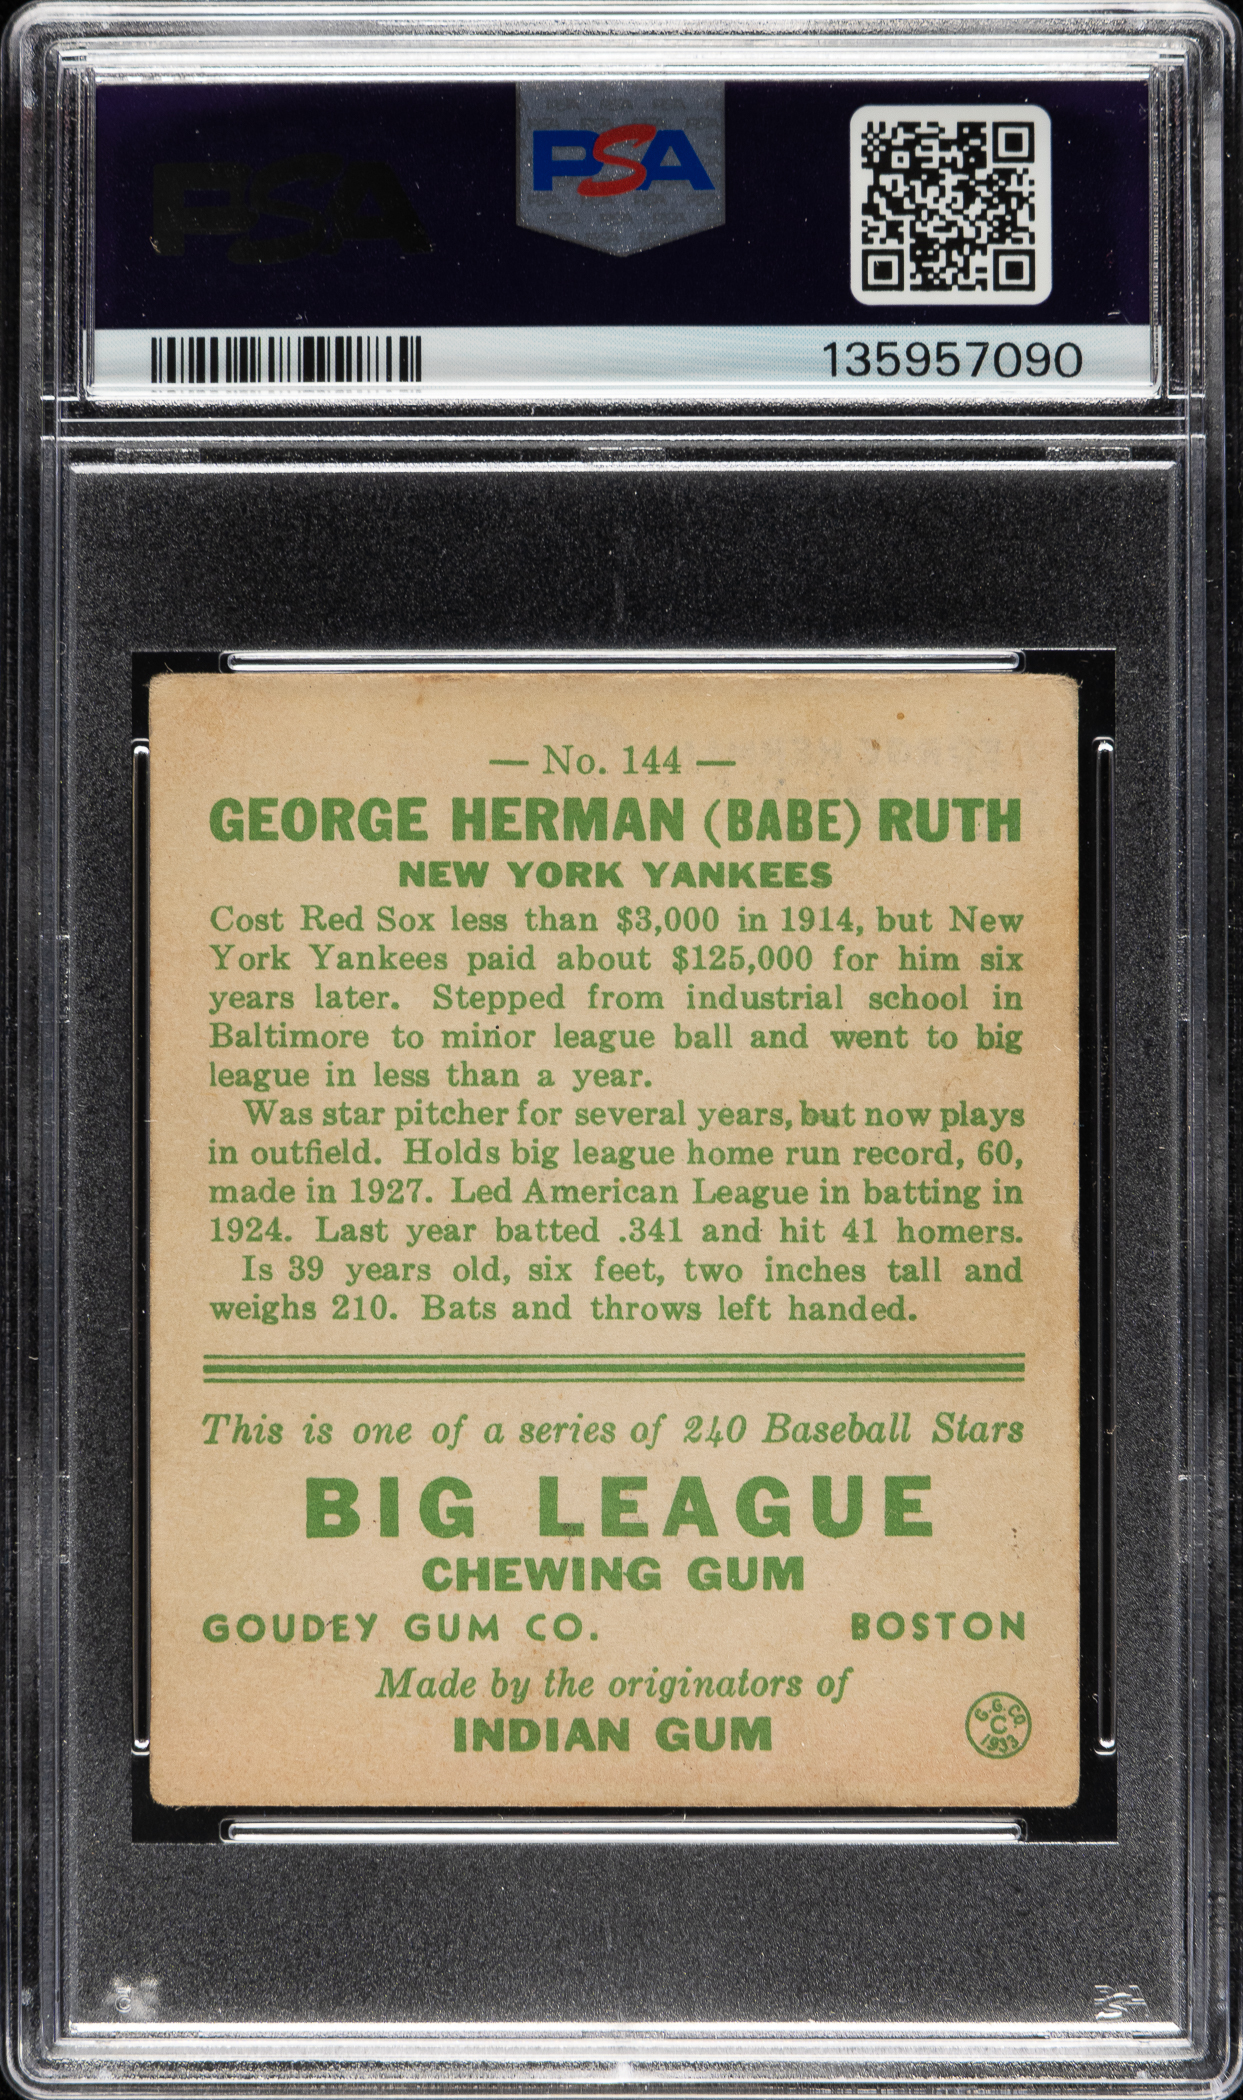 PSA
PSA
135957090
— No. 144 —
GEORGE HERMAN (BABE) RUTH
NEW YORK YANKEES
Cost Red Sox less than $3,000 in 1914, but New
York Yankees paid about $125,000 for him six
years later. Stepped from industrial school in
Baltimore to minor league ball and went to big
league in less than a year.
Was star pitcher for several years, but now plays
in outfield. Holds big league home run record, 60,
made in 1927. Led American League in batting in
1924. Last year batted .341 and hit 41 homers.
Is 39 years old, six feet, two inches tall and
weighs 210. Bats and throws left handed.
This is one of a series of 240 Baseball Stars
BIG LEAGUE
CHEWING GUM
GOUDEY GUM CO. BOSTON
Made by the originators of
INDIAN GUM
G. G. CO.
C
1933